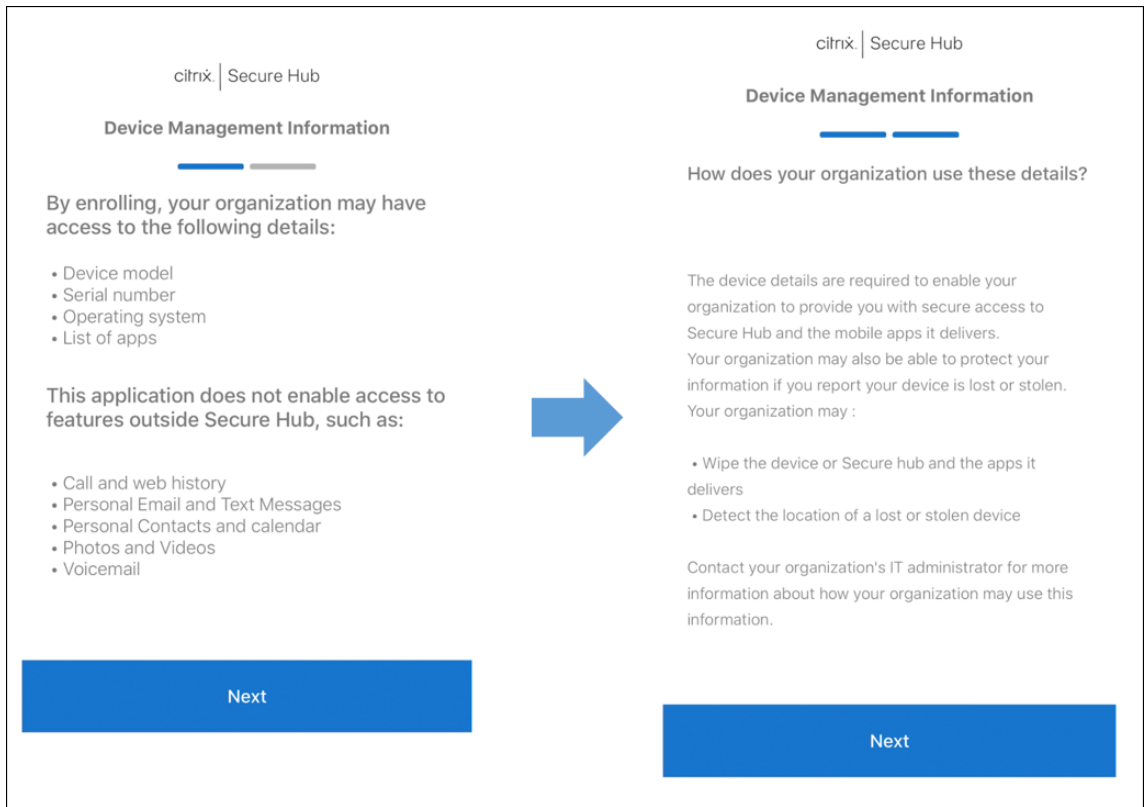 citrix. | Secure Hub
Device Management Information
By enrolling, your organization may have
access to the following details:
• Device model
• Serial number
• Operating system
• List of apps
This application does not enable access to
features outside Secure Hub, such as:
• Call and web history
• Personal Email and Text Messages
• Personal Contacts and calendar
• Photos and Videos
• Voicemail
Next
citrix. | Secure Hub
Device Management Information
How does your organization use these details?
The device details are required to enable your
organization to provide you with secure access to
Secure Hub and the mobile apps it delivers.
Your organization may also be able to protect your
information if you report your device is lost or stolen.
Your organization may :
• Wipe the device or Secure hub and the apps it
delivers
• Detect the location of a lost or stolen device
Contact your organization's IT administrator for more
information about how your organization may use this
information.
Next